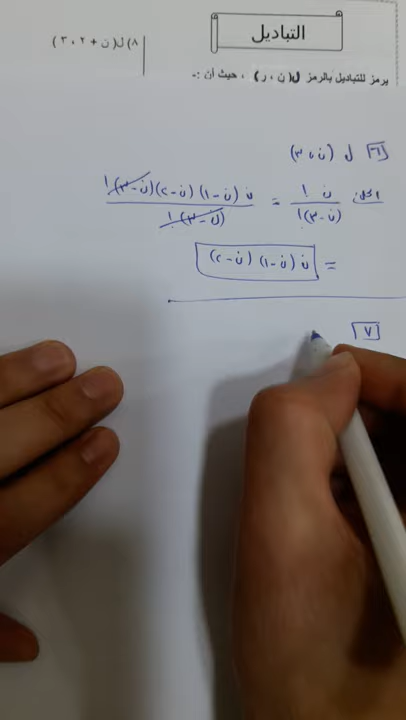 التباديل
٨) ل(ن + ٢ ، ٣ )
يرمز للتباديل بالرمز ل(ن ، ر) ، حيث أن :-
٦ ل (ن ، ٣)
الحل ن! / (ن-٣)! = ن (ن-١) (ن-٢) (ن-٣)! / (ن-٣)!
= ن (ن-١) (ن-٢)
٧